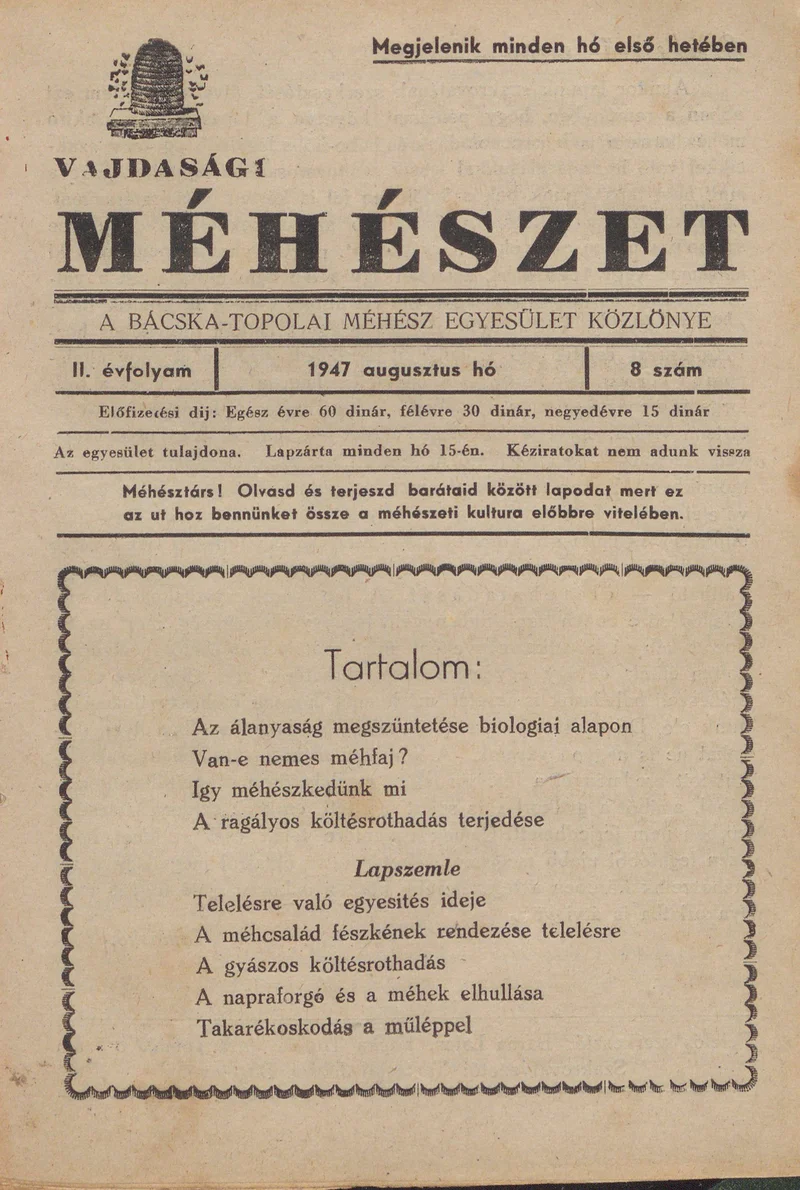 Megjelenik minden hó első hetében
VAJDASÁGI
MÉHÉSZET
A BÁCSKA-TOPOLAI MÉHÉSZ EGYESÜLET KÖZLÖNYE
II. évfolyam 1947 augusztus hó 8 szám
Előfizetési dij: Egész évre 60 dinár, félévre 30 dinár, negyedévre 15 dinár
Az egyesület tulajdona. Lapzárta minden hó 15-én. Kéziratokat nem adunk vissza
Méhésztárs! Olvasd és terjeszd barátaid között lapodat mert ez
az ut hoz bennünket össze a méhészeti kultura előbbre vitelében.
Tartalom:
Az álanyaság megszüntetése biologiai alapon
Van-e nemes méhfaj?
Igy méhészkedünk mi
A ragályos költésrothadás terjedése
Lapszemle
Telelésre való egyesités ideje
A méhcsalád fészkének rendezése telelésre
A gyászos költésrothadás
A napraforgó és a méhek elhullása
Takarékoskodás a műléppel